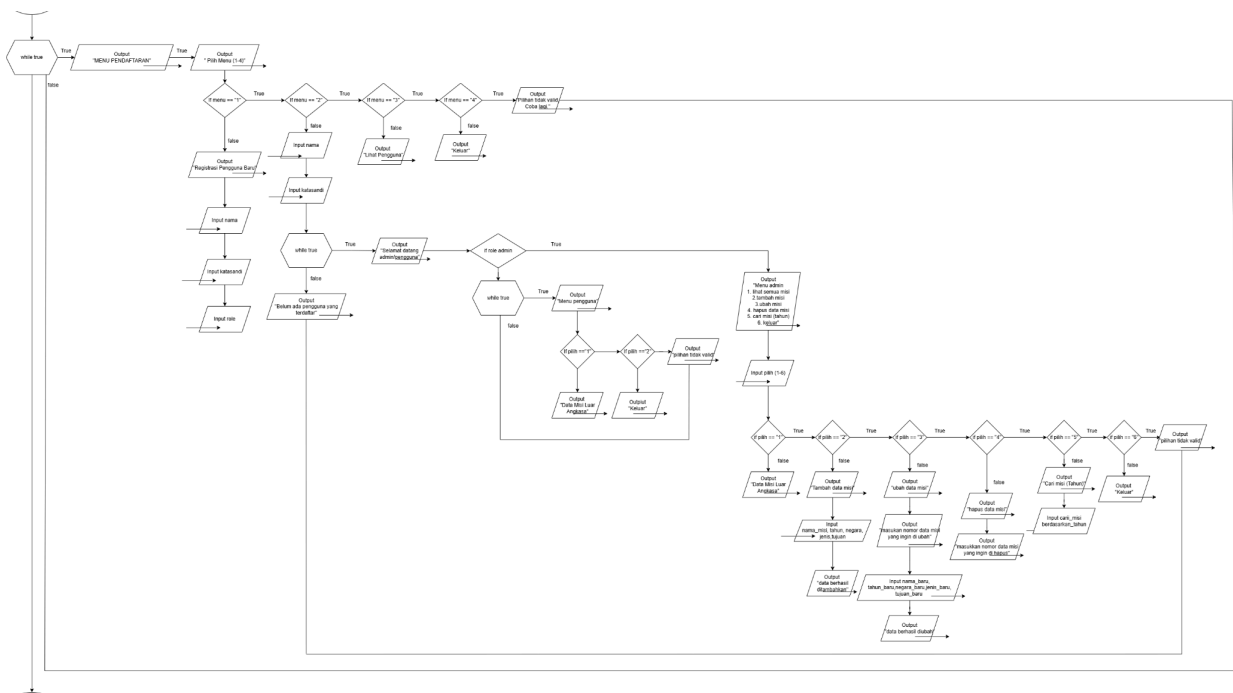 while true
True
Output
"MENU PENDAFTARAN"
True
Output
" Pilih Menu (1-4)"
false
If menu == "1"
True
If menu == "2"
True
If menu == "3"
True
If menu == "4"
True
Output
"Pilihan tidak valid
Coba lagi."
false
false
false
false
Output
"Registrasi Pengguna Baru"
Input nama
Output
"Lihat Pengguna"
Output
"Keluar"
Input katasandi
Input nama
Input katasandi
Input role
while true
True
Output
"Selamat datang
admin/pengguna"
if role admin
True
false
Output
"Belum ada pengguna yang
terdaftar"
while true
True
Output
"Menu pengguna"
false
if pilih =="1"
if pilih =="2"
Output
"pilihan tidak valid"
Output
"Data Misi Luar
Angkasa"
Output
"Keluar"
Output
"Menu admin
1. lihat semua misi
2.tambah misi
3.ubah misi
4. hapus data misi
5. cari misi (tahun)
6. keluar"
Input pilih (1-6)
if pilih == "1"
True
if pilih == "2"
True
if pilih == "3"
True
if pilih == "4"
True
if pilih == "5"
True
if pilih == "6"
True
Output
"pilihan tidak valid"
false
false
false
false
false
false
Output
"Data Misi Luar
Angkasa"
Output
"Tambah data misi"
Output
"ubah data misi"
Output
"hapus data misi"
Output
"Cari misi (Tahun)"
Output
"Keluar"
Input
nama_misi, tahun, negara,
jenis,tujuan
Output
"masukan nomor data misi
yang ingin di ubah"
Output
"masukkan nomor data misi
yang ingin di hapus"
Input cari_misi
berdasarkan_tahun
Output
"data berhasil
ditambahkan"
Input nama_baru,
tahun_baru,negara_baru,jenin_baru,
tujuan_baru
Output
"data berhasil diubah"